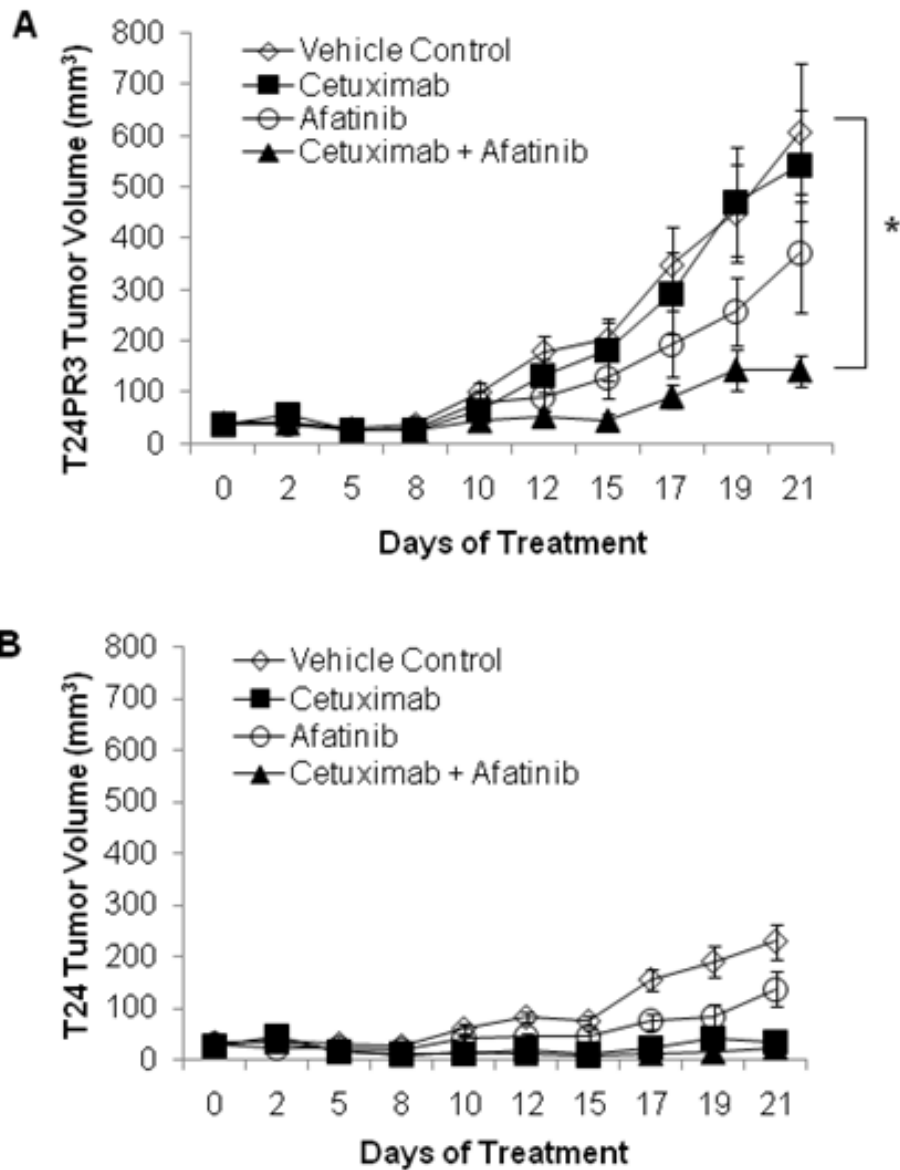 A
T24PR3 Tumor Volume (mm³)
800
700
600
500
400
300
200
100
0
Vehicle Control
Cetuximab
Afatinib
Cetuximab + Afatinib
*
0 2 5 8 10 12 15 17 19 21
Days of Treatment
B
T24 Tumor Volume (mm³)
800
700
600
500
400
300
200
100
0
Vehicle Control
Cetuximab
Afatinib
Cetuximab + Afatinib
0 2 5 8 10 12 15 17 19 21
Days of Treatment